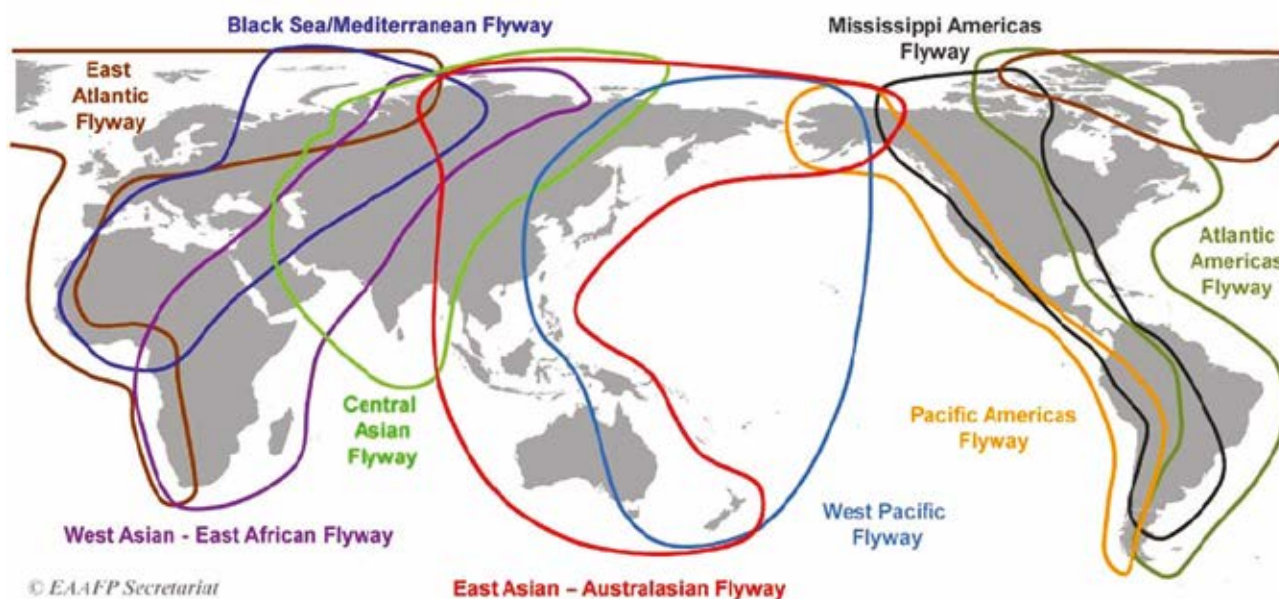 Black Sea/Mediterranean Flyway
Mississippi Americas
Flyway
East
Atlantic
Flyway
Atlantic
Americas
Flyway
Central
Asian
Flyway
Pacific Americas
Flyway
West Asian - East African Flyway
West Pacific
Flyway
© EAAFP Secretariat
East Asian – Australasian Flyway